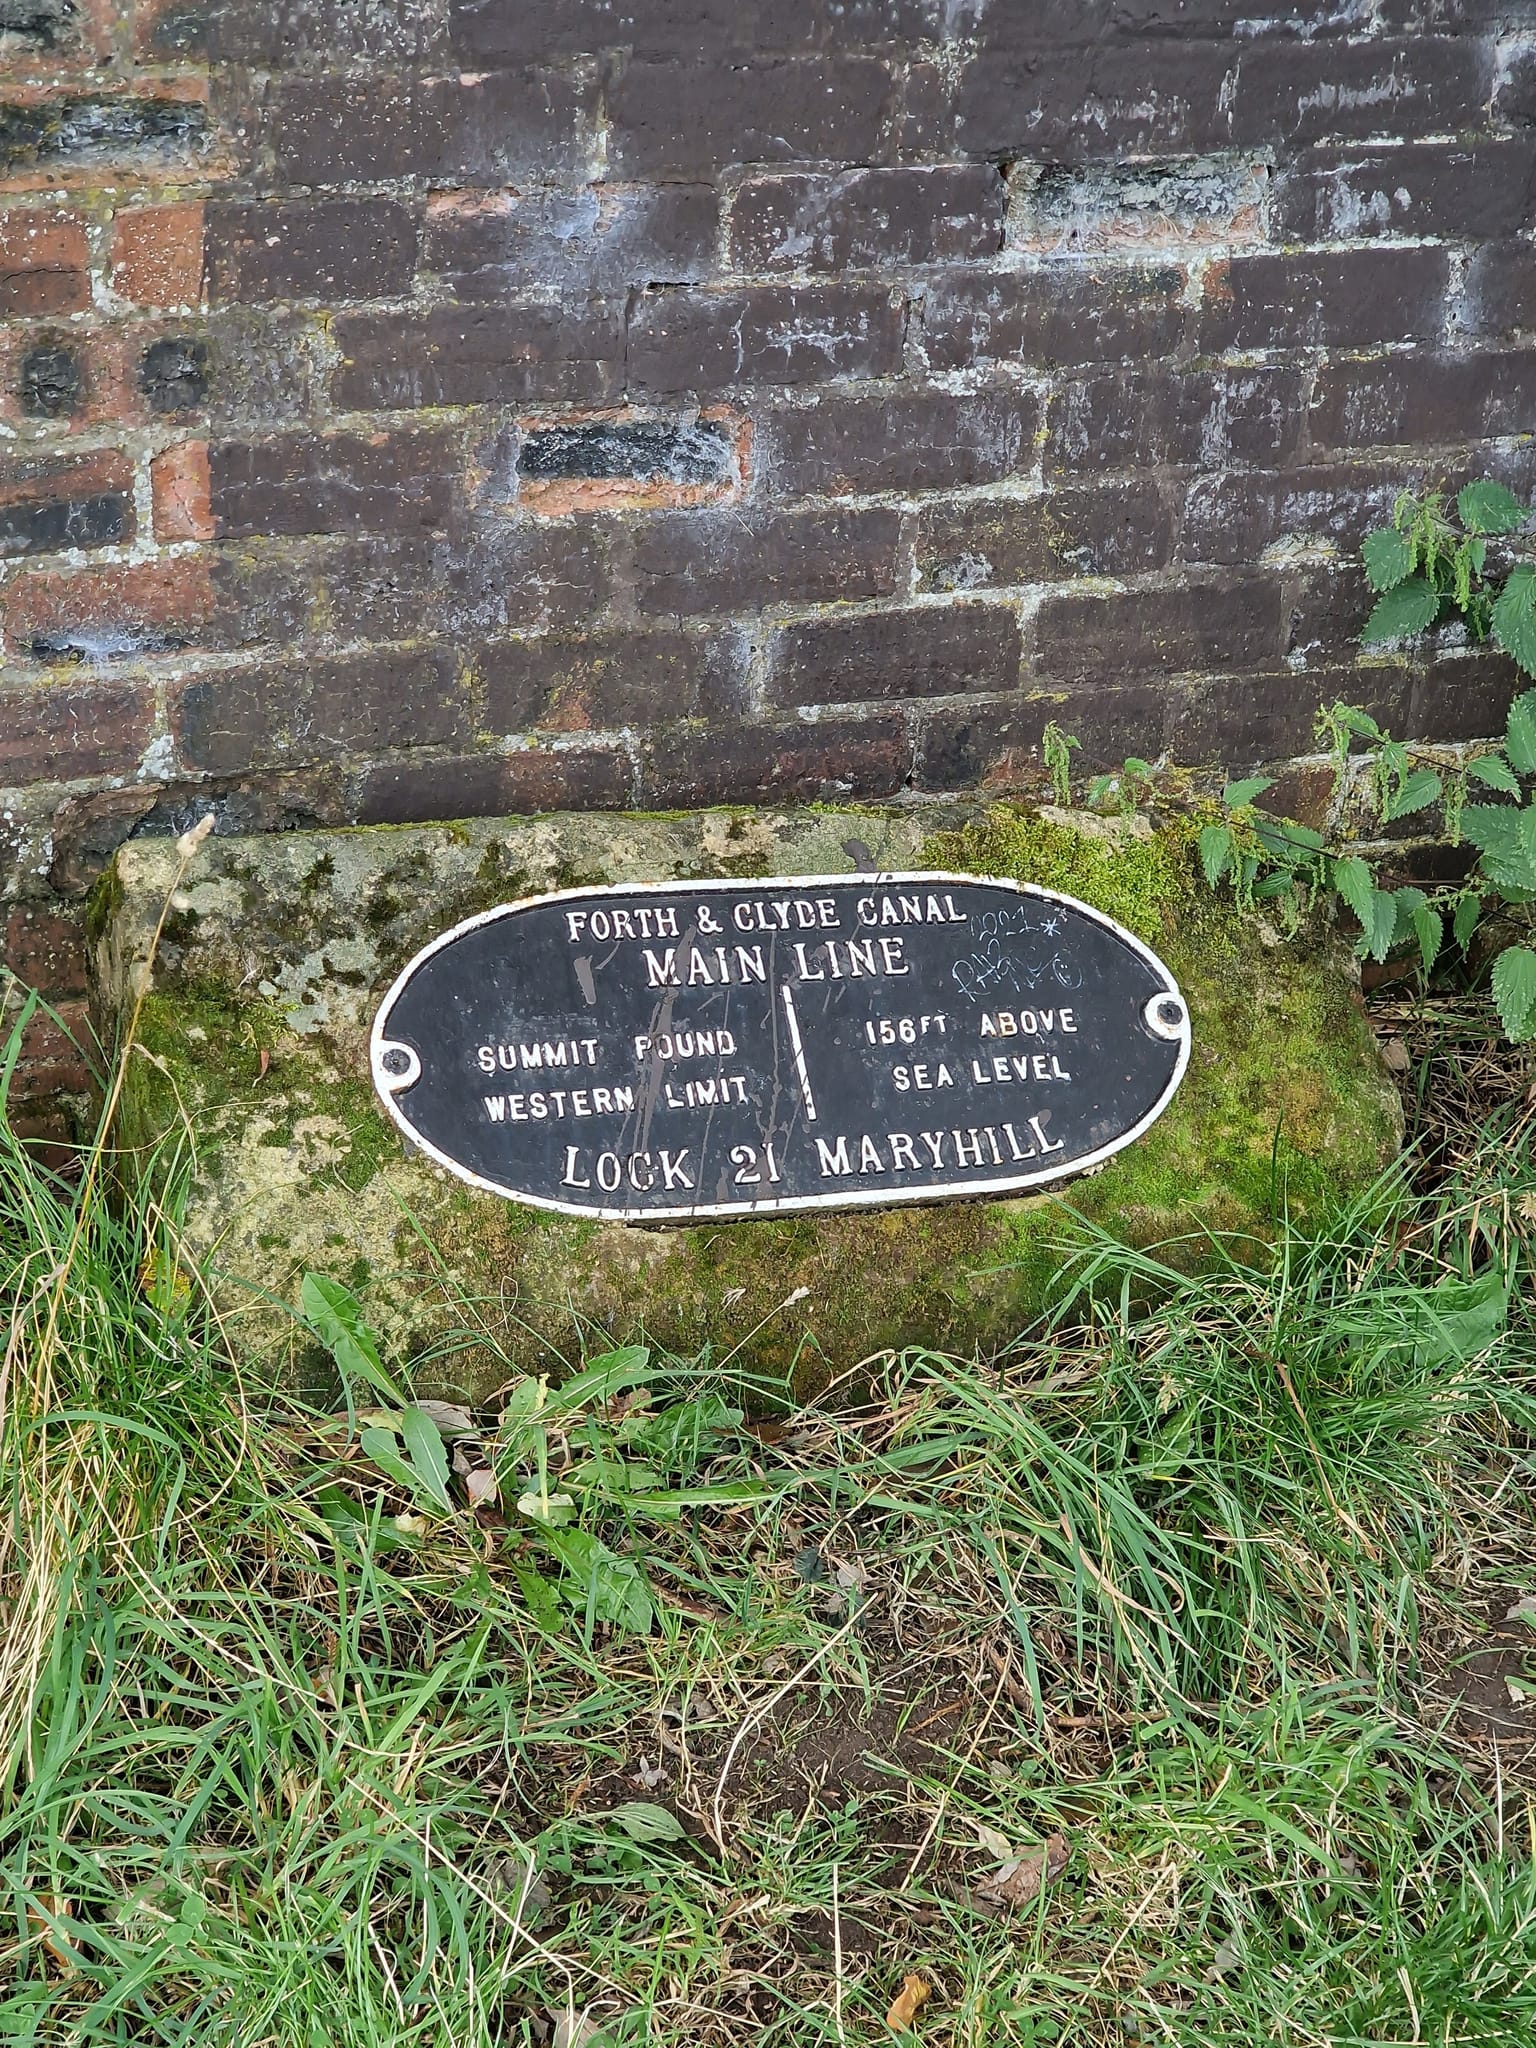 FORTH & CLYDE CANAL
MAIN LINE
SUMMIT POUND
WESTERN LIMIT
156FT ABOVE
SEA LEVEL
LOCK 21 MARYHILL